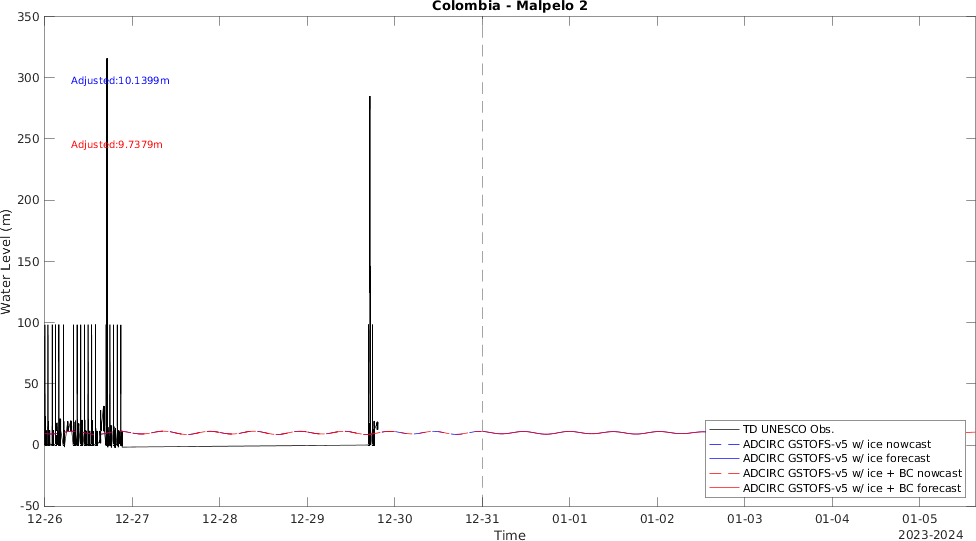 Colombia - Malpelo 2
350
300
250
200
150
100
50
0
-50
Water Level (m)
Adjusted:10.1399m
Adjusted:9.7379m
TD UNESCO Obs.
ADCIRC GSTOFS-v5 w/ ice nowcast
ADCIRC GSTOFS-v5 w/ ice forecast
ADCIRC GSTOFS-v5 w/ ice + BC nowcast
ADCIRC GSTOFS-v5 w/ ice + BC forecast
12-26 12-27 12-28 12-29 12-30 12-31 01-01 01-02 01-03 01-04 01-05
Time
2023-2024